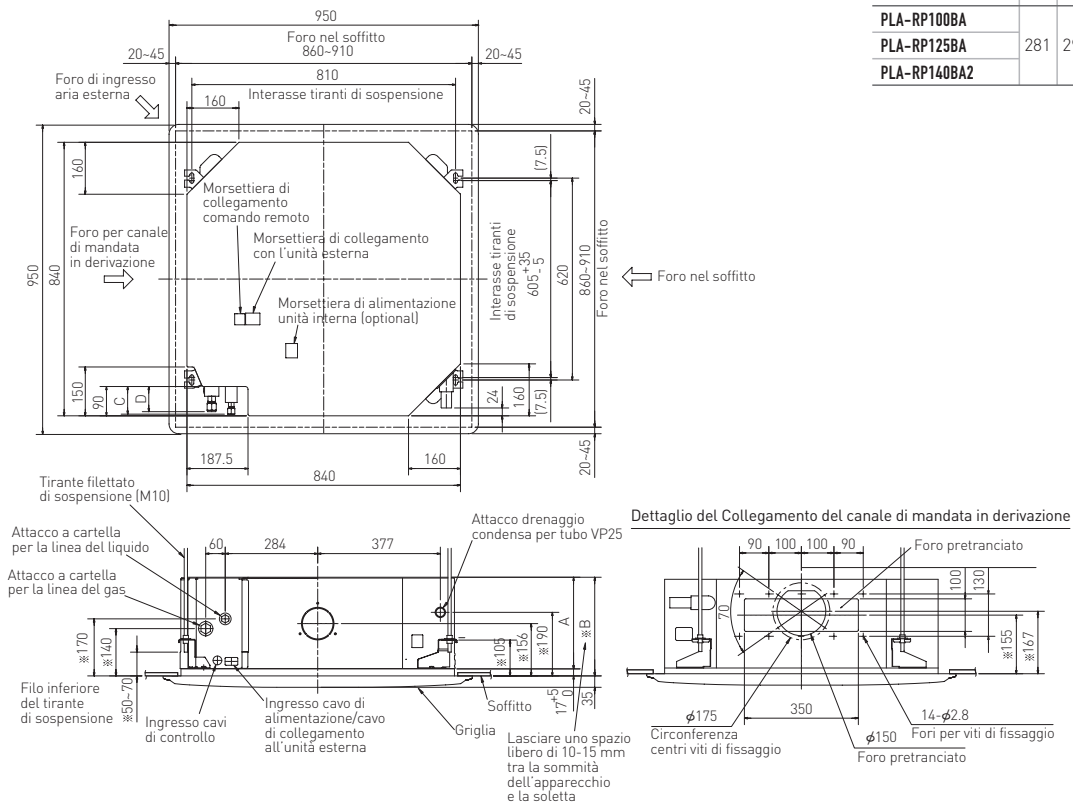 950
Foro nel soffitto
860~910
20~45
20~45
810
Interasse tiranti di sospensione
Foro di ingresso
aria esterna
160
PLA-RP100BA
PLA-RP125BA
281
PLA-RP140BA2
20~45
160
(7.5)
Morsettiera di
collegamento
comando remoto
Morsettiera di collegamento
con l'unità esterna
Foro per canale
di mandata
in derivazione
950
840
Morsettiera di alimentazione
unità interna (optional)
Interasse tiranti
di sospensione
605 +35 - 5
620
860~910
Foro nel soffitto
Foro nel soffitto
150
90
C
D
24
160
(7.5)
20~45
187.5
160
840
Tirante filettato
di sospensione (M10)
Attacco a cartella
per la linea del liquido
Attacco a cartella
per la linea del gas
60
284
377
Attacco drenaggio
condensa per tubo VP25
※170
※140
※50~70
Filo inferiore
del tirante
di sospensione
Ingresso cavi
di controllo
Ingresso cavo di
alimentazione/cavo
di collegamento
all'unità esterna
Griglia
Soffitto
※105
※156
※190
A
※B
17 +5 0
35
Lasciare uno spazio
libero di 10-15 mm
tra la sommità
dell'apparecchio
e la soletta
Dettaglio del Collegamento del canale di mandata in derivazione
90
100
100
90
Foro pretranciato
100
130
70
※155
※167
ϕ175
Circonferenza
centri viti di fissaggio
350
ϕ150
Foro pretranciato
14-ϕ2.8
Fori per viti di fissaggio